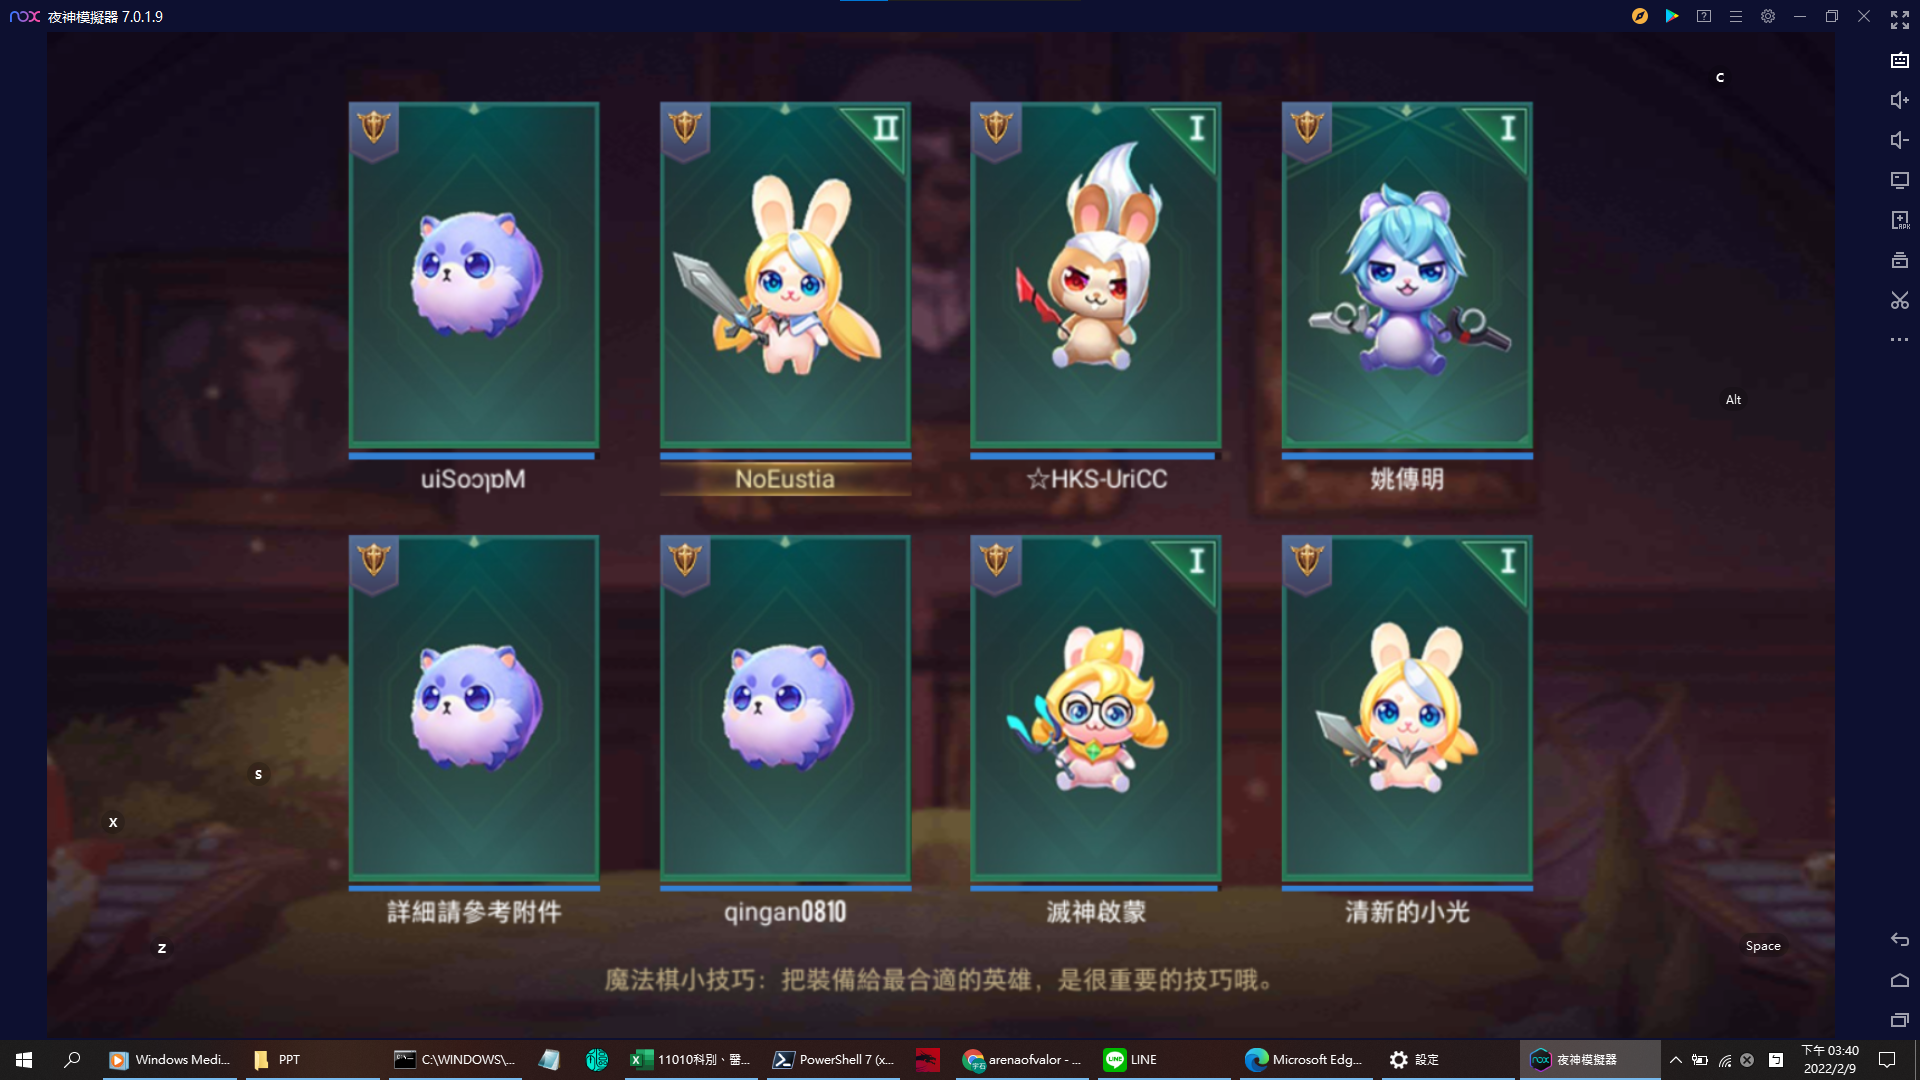 nox 夜神模擬器 7.0.1.9
C
II
I
I
uiSoɔɿɒM
NoEustia
☆HKS-UriCC
姚傳明
Alt
I
I
S
X
詳細請參考附件
qingan0810
滅神啟蒙
清新的小光
Z
Space
魔法棋小技巧：把裝備給最合適的英雄，是很重要的技巧哦。
Windows Medi...
PPT
C:\WINDOWS\...
11010科別、醫...
PowerShell 7 (x...
arenaofvalor - ...
LINE
Microsoft Edg...
設定
夜神模擬器
下午 03:40
2022/2/9